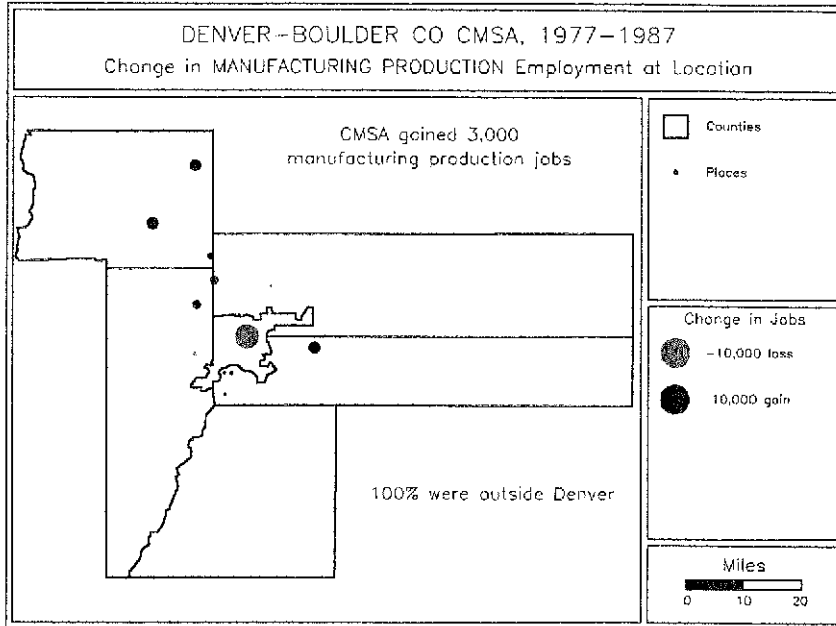 DENVER-BOULDER CO CMSA, 1977-1987
Change in MANUFACTURING PRODUCTION Employment at Location
CMSA gained 3,000
manufacturing production jobs
100% were outside Denver
Counties
Places
Change in Jobs
-10,000 loss
10,000 gain
Miles
0 10 20